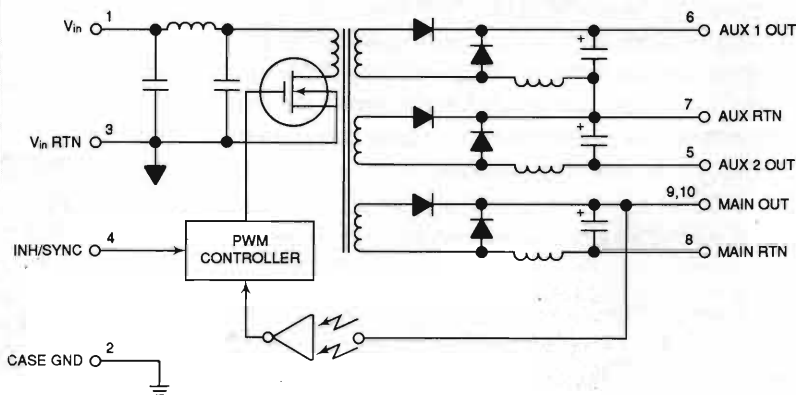 Vin 1
6 AUX 1 OUT
+
7 AUX RTN
Vin RTN 3
+
5 AUX 2 OUT
9,10 MAIN OUT
+
INH/SYNC 4
PWM
CONTROLLER
8 MAIN RTN
CASE GND 2